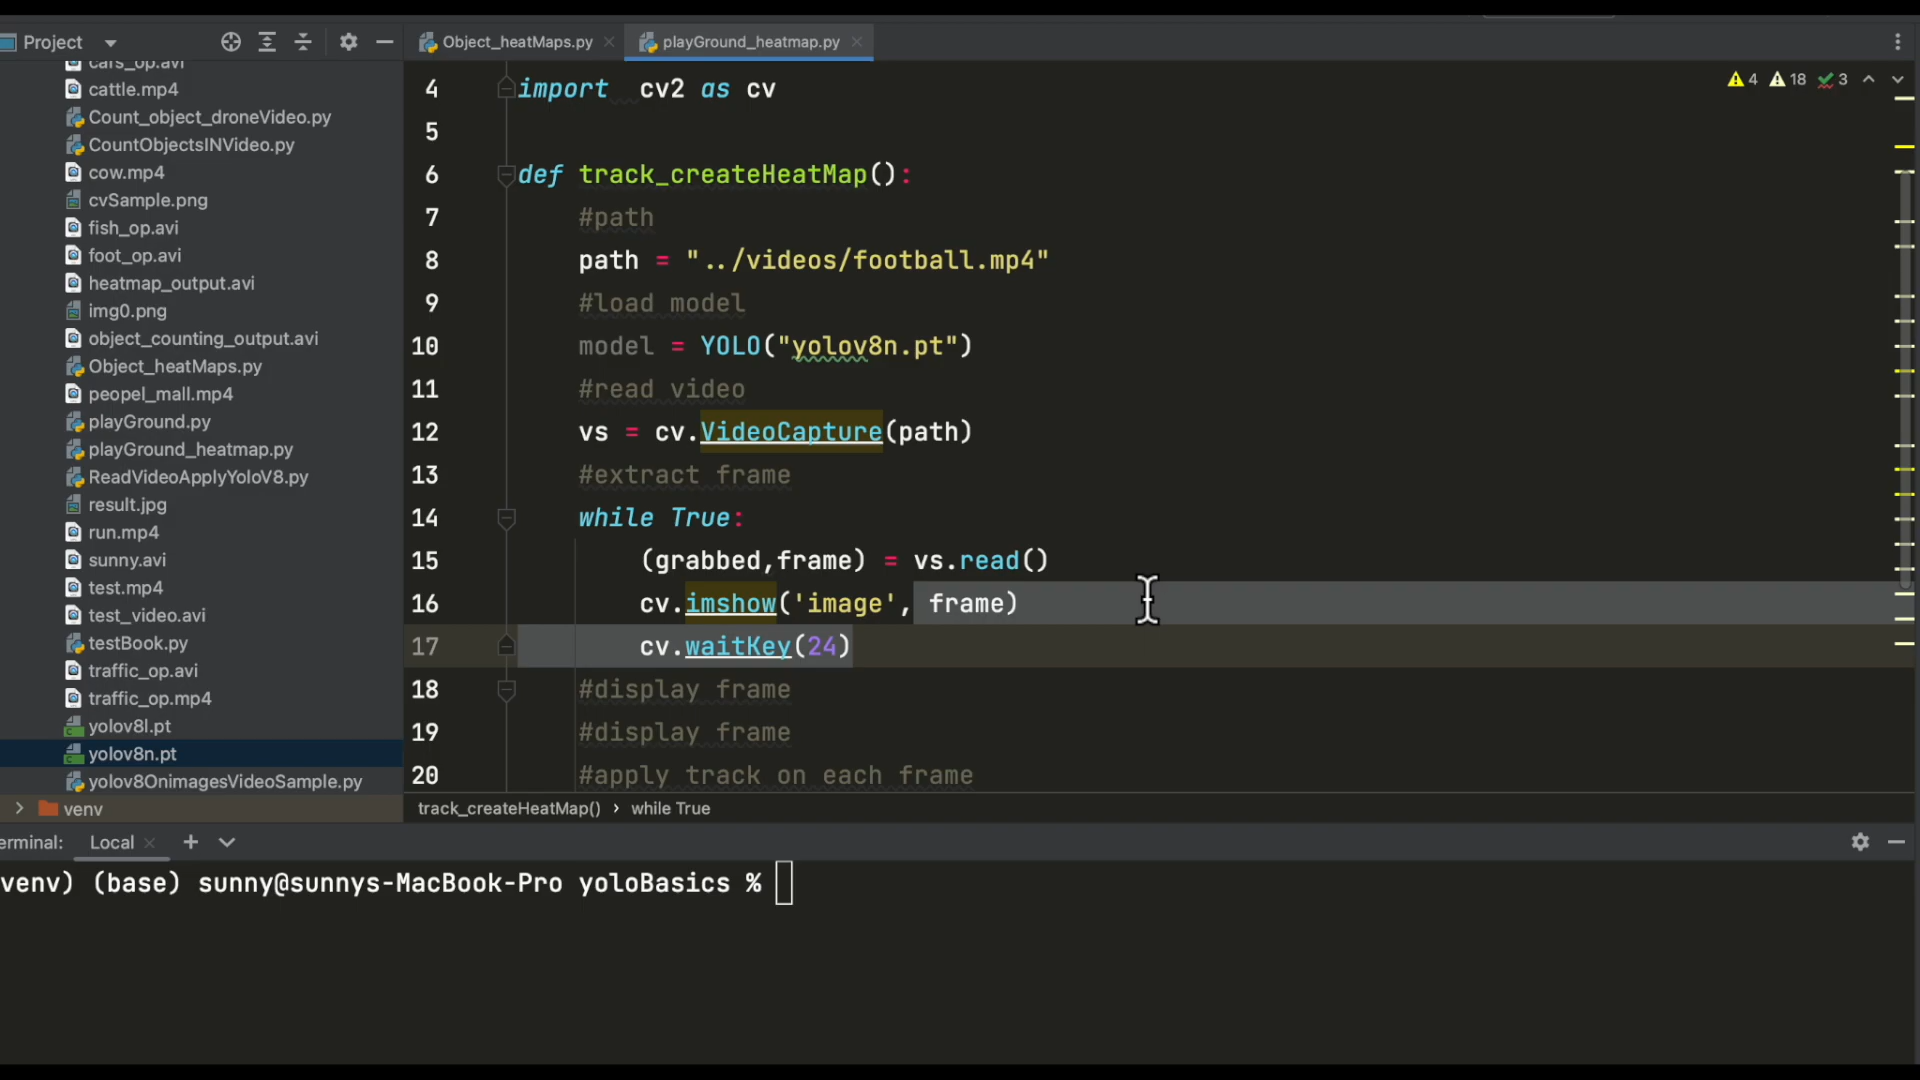 Project
cars_op.avi
cattle.mp4
Count_object_droneVideo.py
CountObjectsINVideo.py
cow.mp4
cvSample.png
fish_op.avi
foot_op.avi
heatmap_output.avi
img0.png
object_counting_output.avi
Object_heatMaps.py
peopel_mall.mp4
playGround.py
playGround_heatmap.py
ReadVideoApplyYoloV8.py
result.jpg
run.mp4
sunny.avi
test.mp4
test_video.avi
testBook.py
traffic_op.avi
traffic_op.mp4
yolov8l.pt
yolov8n.pt
yolov8OnimagesVideoSample.py
venv
Object_heatMaps.py playGround_heatmap.py
4 18 3
4 import cv2 as cv
5
6 def track_createHeatMap():
7 #path
8 path = "../videos/football.mp4"
9 #load model
10 model = YOLO("yolov8n.pt")
11 #read video
12 vs = cv.VideoCapture(path)
13 #extract frame
14 while True:
15 (grabbed,frame) = vs.read()
16 cv.imshow('image', frame)
17 cv.waitKey(24)
18 #display frame
19 #display frame
20 #apply track on each frame
track_createHeatMap() › while True
erminal: Local
venv) (base) sunny@sunnys-MacBook-Pro yoloBasics %